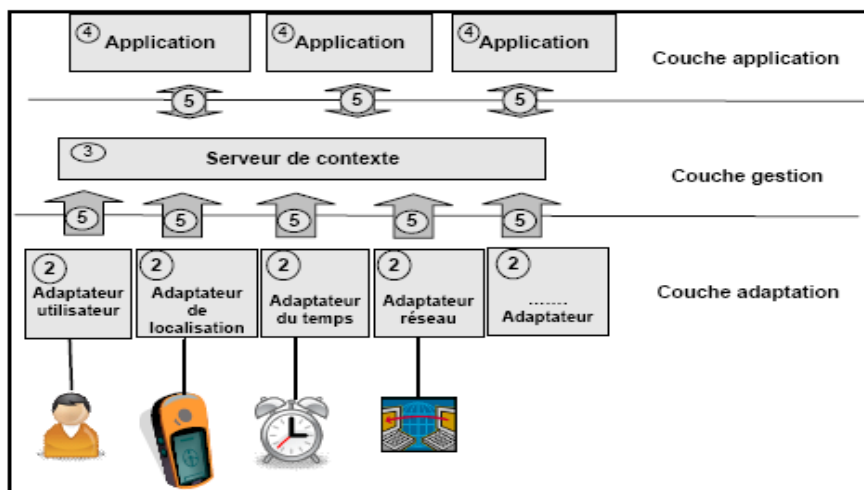 4 Application
4 Application
4 Application
Couche application
5
5
5
3 Serveur de contexte
Couche gestion
5
5
5
5
5
2
Adaptateur
utilisateur
2
Adaptateur
de
localisation
2
Adaptateur
du temps
2
Adaptateur
réseau
2
.......
Adaptateur
Couche adaptation